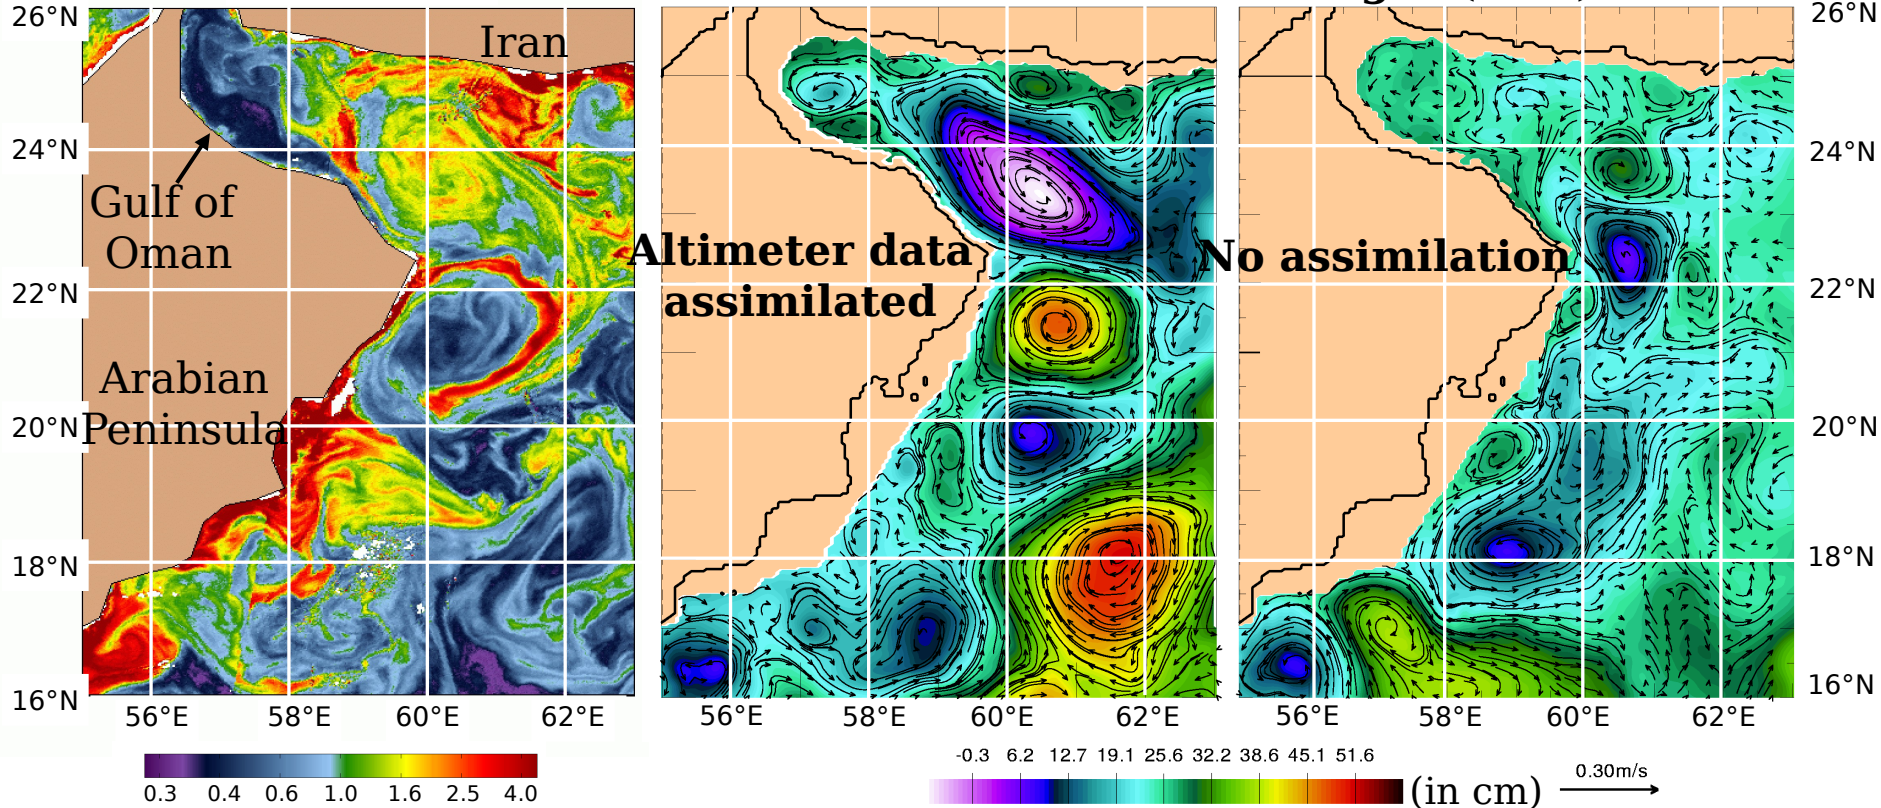 26°N
24°N
22°N
20°N
18°N
16°N
Iran
Gulf of
Oman
Arabian
Peninsula
56°E 58°E 60°E 62°E
0.3 0.4 0.6 1.0 1.6 2.5 4.0
Altimeter data
assimilated
56°E 58°E 60°E 62°E
No assimilation
26°N
24°N
22°N
20°N
18°N
16°N
56°E 58°E 60°E 62°E
-0.3 6.2 12.7 19.1 25.6 32.2 38.6 45.1 51.6
(in cm)
0.30m/s